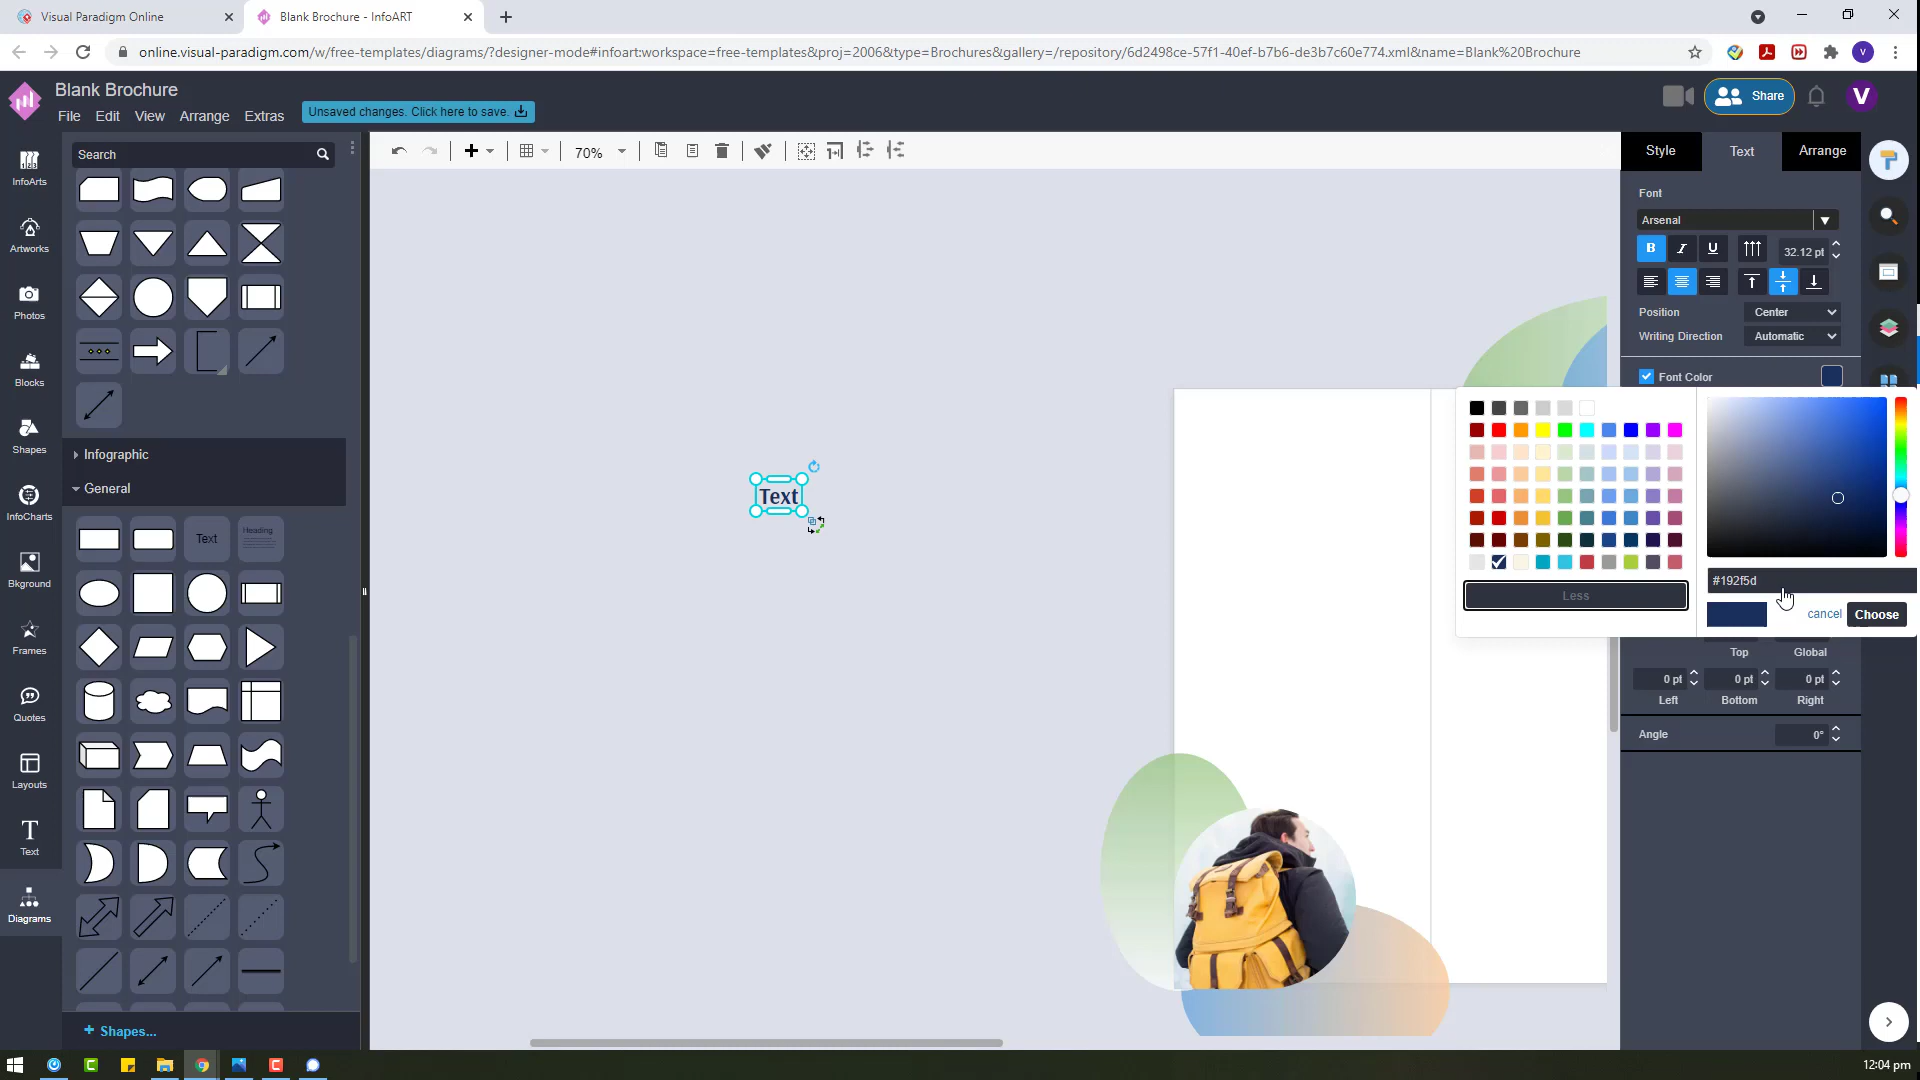 Visual Paradigm Online
Blank Brochure - InfoART
online.visual-paradigm.com/w/free-templates/diagrams/?designer-mode#infoart:workspace=free-templates&proj=2006&type=Brochures&gallery=/repository/6d2498ce-57f1-40ef-b7b6-de3b7c60e774.xml&name=Blank%20Brochure
V
Blank Brochure
File Edit View Arrange Extras
Unsaved changes. Click here to save.
Share
V
InfoArts
Artworks
Photos
Blocks
Shapes
InfoCharts
Bkground
Frames
Quotes
Layouts
Text
Diagrams
Search
Infographic
General
Text
Heading
+ Shapes...
70%
Text
Style Text Arrange
Font
Arsenal
B I U 32.12 pt
Position Center
Writing Direction Automatic
Font Color
Less
#192f5d
cancel Choose
Top Global
0 pt 0 pt 0 pt
Left Bottom Right
Angle 0°
12:04 pm